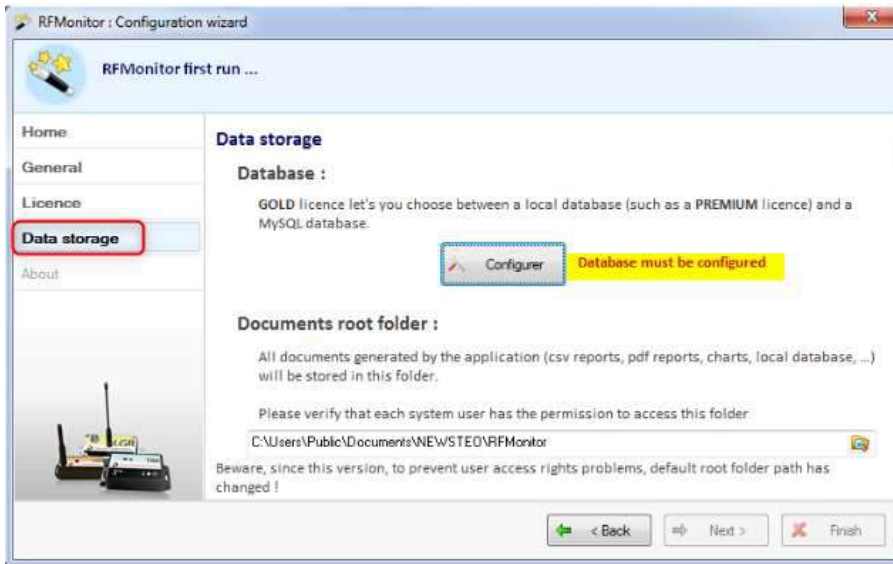 RFMonitor : Configuration wizard
RFMonitor first run ...
Home
General
Licence
Data storage
About
Data storage
Database :
GOLD licence let's you choose between a local database (such as a PREMIUM licence) and a
MySQL database.
Configurer
Database must be configured
Documents root folder :
All documents generated by the application (csv reports, pdf reports, charts, local database, ...)
will be stored in this folder.
Please verify that each system user has the permission to access this folder
C:\Users\Public\Documents\NEWSTEO\RFMonitor
Beware, since this version, to prevent user access rights problems, default root folder path has
changed !
< Back
Next >
Finish